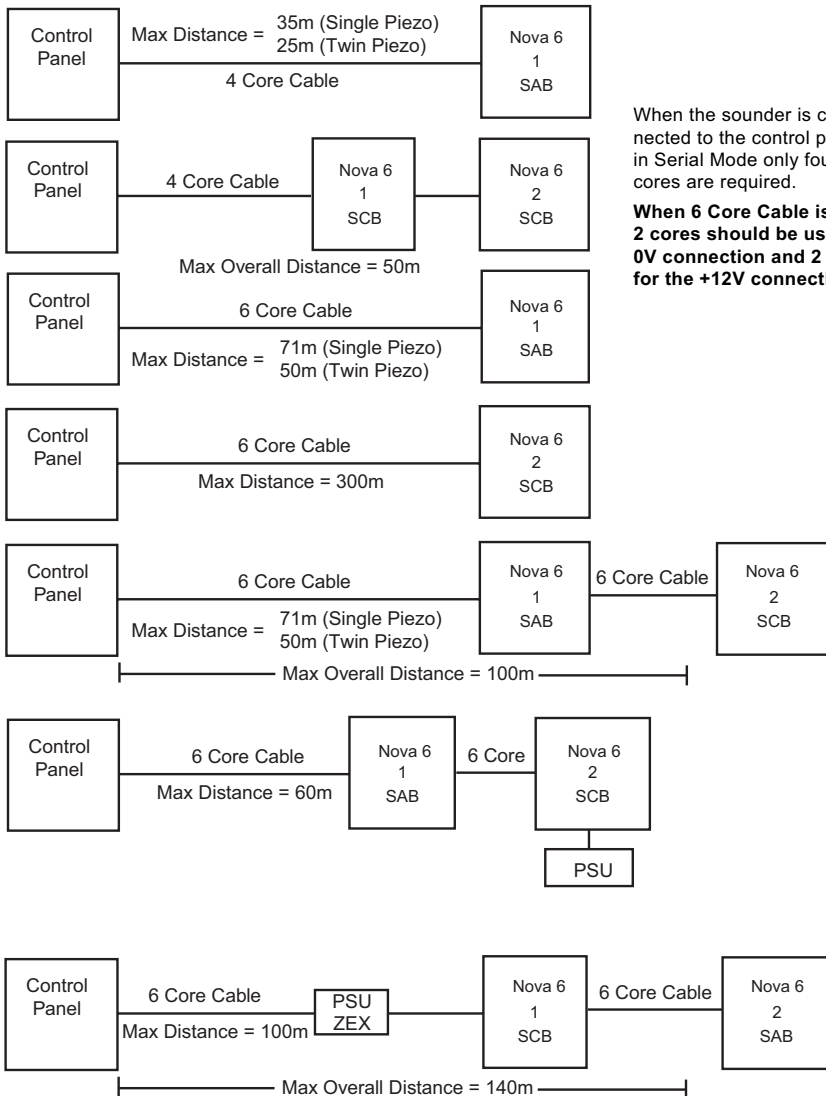 Control
Panel
Max Distance =
35m (Single Piezo)
25m (Twin Piezo)
4 Core Cable
Nova 6
1
SAB
When the sounder is c
nected to the control p
in Serial Mode only fou
cores are required.
When 6 Core Cable is
2 cores should be us
0V connection and 2
for the +12V connecti
Control
Panel
4 Core Cable
Nova 6
1
SCB
Nova 6
2
SCB
Max Overall Distance = 50m
Control
Panel
6 Core Cable
Max Distance =
71m (Single Piezo)
50m (Twin Piezo)
Nova 6
1
SAB
Control
Panel
6 Core Cable
Max Distance = 300m
Nova 6
2
SCB
Control
Panel
6 Core Cable
Max Distance =
71m (Single Piezo)
50m (Twin Piezo)
Nova 6
1
SAB
6 Core Cable
Nova 6
2
SCB
Max Overall Distance = 100m
Control
Panel
6 Core Cable
Max Distance = 60m
Nova 6
1
SAB
6 Core
Nova 6
2
SCB
PSU
Control
Panel
6 Core Cable
Max Distance = 100m
PSU
ZEX
Nova 6
1
SCB
6 Core Cable
Nova 6
2
SAB
Max Overall Distance = 140m